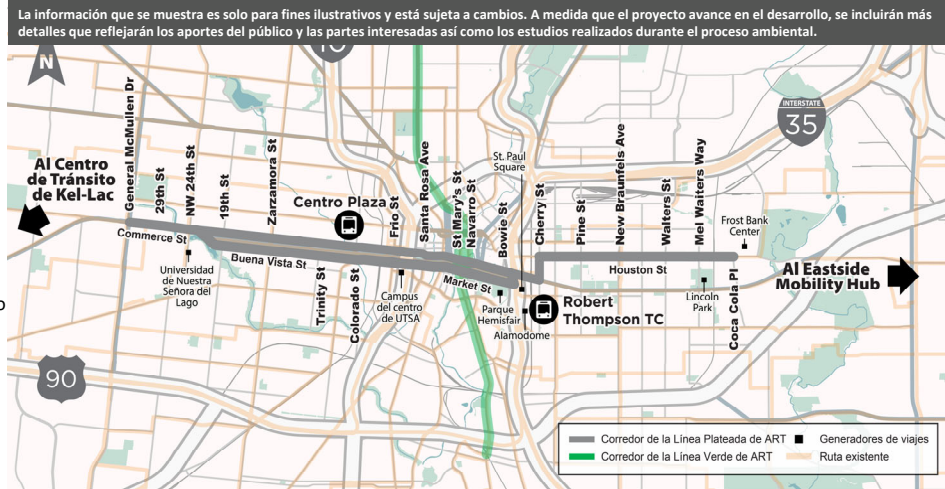 La información que se muestra es solo para fines ilustrativos y está sujeta a cambios. A medida que el proyecto avance en el desarrollo, se incluirán más
detalles que reflejarán los aportes del público y las partes interesadas así como los estudios realizados durante el proceso ambiental.
N
10
INTERSTATE
35
Al Centro
de Tránsito
de Kel-Lac
General McMullen Dr
29th St
NW 24th St
19th St
Zarzamora St
Centro Plaza
Frio St
Santa Rosa Ave
St Mary's St
Navarro St
St. Paul
Square
Bowie St
Cherry St
Pine St
New Braunfels Ave
Walters St
Mel Waiters Way
Frost Bank
Center
Commerce St
Buena Vista St
Universidad
de Nuestra
Señora del
Lago
Trinity St
Colorado St
Campus
del centro
de UTSA
Market St
Parque
Hemisfair
Alamodome
Robert
Thompson TC
Houston St
Lincoln
Park
Coca Cola Pl
Al Eastside
Mobility Hub
o
90
Corredor de la Línea Plateada de ART
Generadores de viajes
Corredor de la Línea Verde de ART
Ruta existente